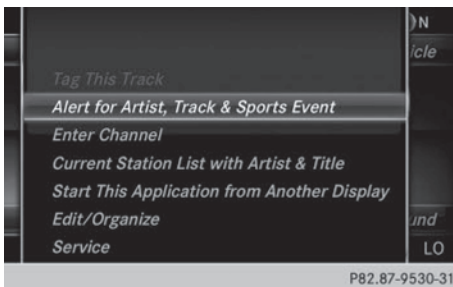 )N
icle
Tag This Track
Alert for Artist, Track & Sports Event
Enter Channel
Current Station List with Artist & Title
Start This Application from Another Display
Edit/Organize
und
Service
LO
P82.87-9530-31